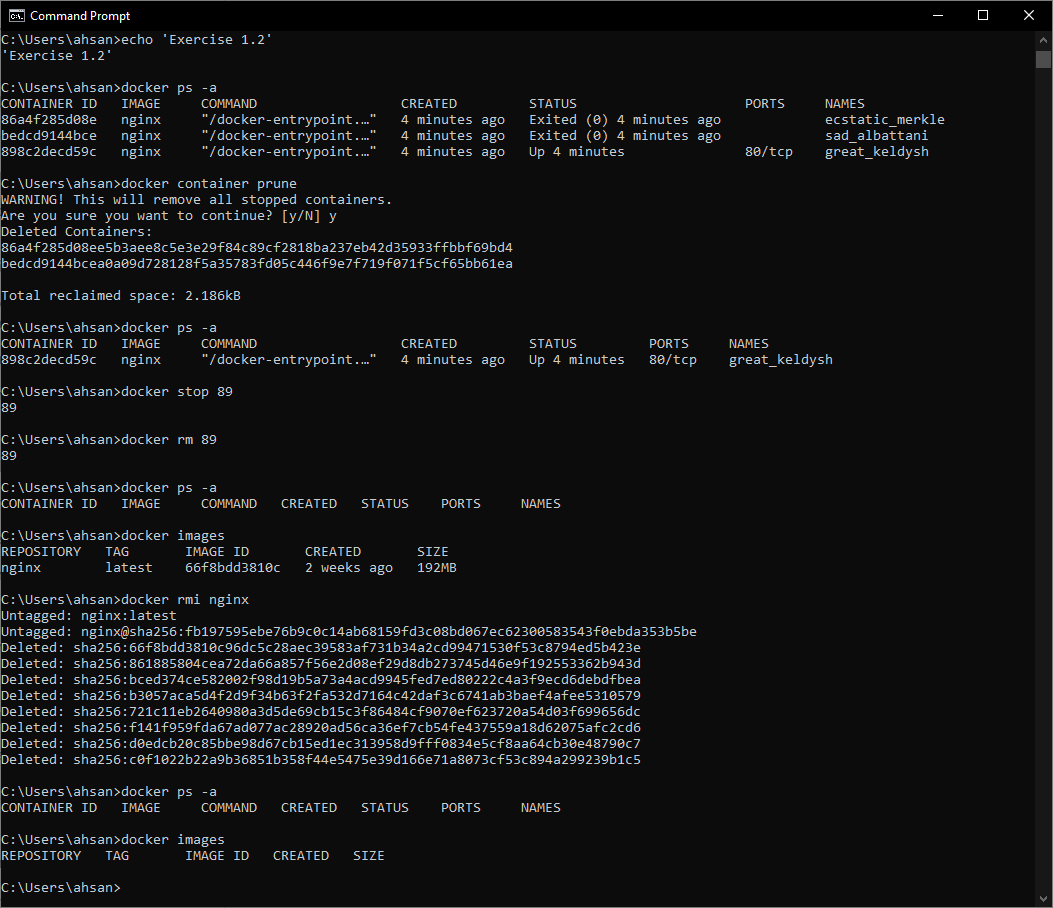 Command Prompt
C:\Users\ahsan>echo 'Exercise 1.2'
'Exercise 1.2'
C:\Users\ahsan>docker ps -a
CONTAINER ID   IMAGE     COMMAND                  CREATED         STATUS                     PORTS     NAMES
86a4f285d08e   nginx     "/docker-entrypoint.…"   4 minutes ago   Exited (0) 4 minutes ago             ecstatic_merkle
bedcd9144bce   nginx     "/docker-entrypoint.…"   4 minutes ago   Exited (0) 4 minutes ago             sad_albattani
898c2decd59c   nginx     "/docker-entrypoint.…"   4 minutes ago   Up 4 minutes               80/tcp    great_keldysh
C:\Users\ahsan>docker container prune
WARNING! This will remove all stopped containers.
Are you sure you want to continue? [y/N] y
Deleted Containers:
86a4f285d08ee5b3aee8c5e3e29f84c89cf2818ba237eb42d35933ffbbf69bd4
bedcd9144bcea0a09d728128f5a35783fd05c446f9e7f719f071f5cf65bb61ea
Total reclaimed space: 2.186kB
C:\Users\ahsan>docker ps -a
CONTAINER ID   IMAGE     COMMAND                  CREATED         STATUS         PORTS     NAMES
898c2decd59c   nginx     "/docker-entrypoint.…"   4 minutes ago   Up 4 minutes   80/tcp    great_keldysh
C:\Users\ahsan>docker stop 89
89
C:\Users\ahsan>docker rm 89
89
C:\Users\ahsan>docker ps -a
CONTAINER ID   IMAGE     COMMAND   CREATED   STATUS    PORTS     NAMES
C:\Users\ahsan>docker images
REPOSITORY   TAG       IMAGE ID       CREATED       SIZE
nginx        latest    66f8bdd3810c   2 weeks ago   192MB
C:\Users\ahsan>docker rmi nginx
Untagged: nginx:latest
Untagged: nginx@sha256:fb197595ebe76b9c0c14ab68159fd3c08bd067ec62300583543f0ebda353b5be
Deleted: sha256:66f8bdd3810c96dc5c28aec39583af731b34a2cd99471530f53c8794ed5b423e
Deleted: sha256:861885804cea72da66a857f56e2d08ef29d8db273745d46e9f192553362b943d
Deleted: sha256:bced374ce582002f98d19b5a73a4acd9945fed7ed80222c4a3f9ecd6debdfbea
Deleted: sha256:b3057aca5d4f2d9f34b63f2fa532d7164c42daf3c6741ab3baef4afee5310579
Deleted: sha256:721c11eb2640980a3d5de69cb15c3f86484cf9070ef623720a54d03f699656dc
Deleted: sha256:f141f959fda67ad077ac28920ad56ca36ef7cb54fe437559a18d62075afc2cd6
Deleted: sha256:d0edcb20c85bbe98d67cb15ed1ec313958d9fff0834e5cf8aa64cb30e48790c7
Deleted: sha256:c0f1022b22a9b36851b358f44e5475e39d166e71a8073cf53c894a299239b1c5
C:\Users\ahsan>docker ps -a
CONTAINER ID   IMAGE     COMMAND   CREATED   STATUS    PORTS     NAMES
C:\Users\ahsan>docker images
REPOSITORY   TAG       IMAGE ID   CREATED   SIZE
C:\Users\ahsan>